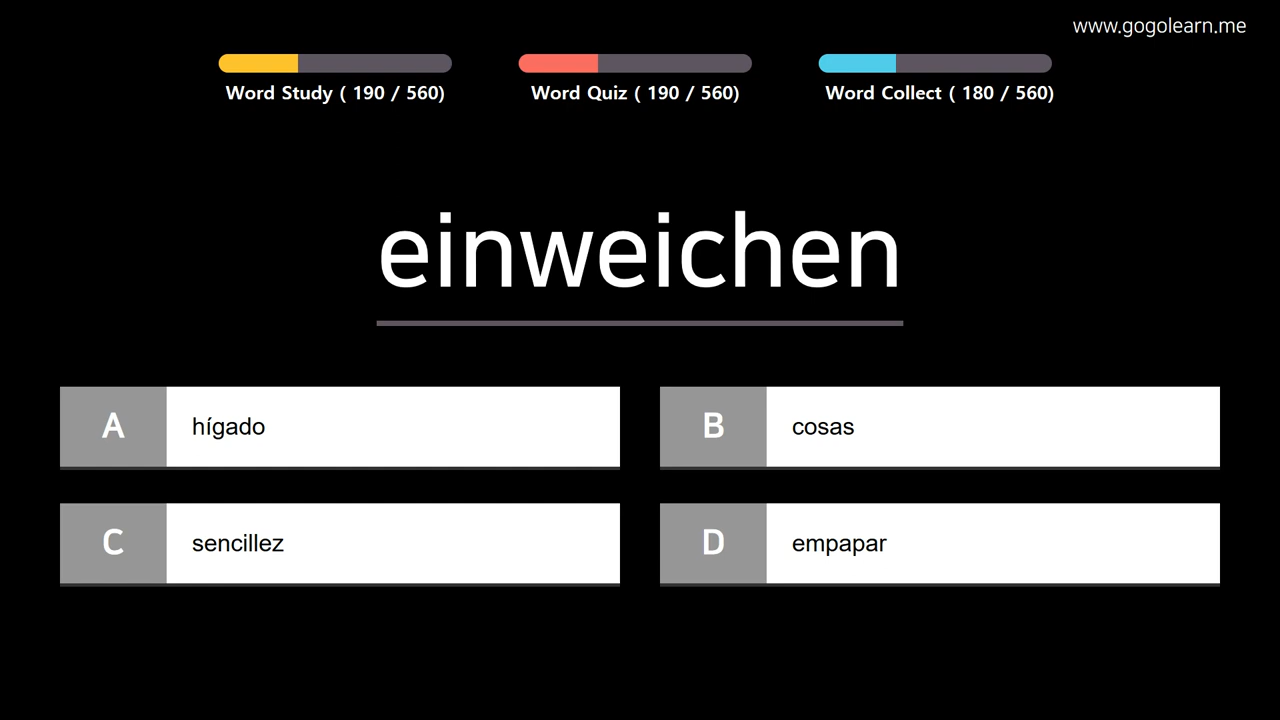 www.gogolearn.me
Word Study ( 190 / 560)
Word Quiz ( 190 / 560)
Word Collect ( 180 / 560)
einweichen
A hígado
B cosas
C sencillez
D empapar